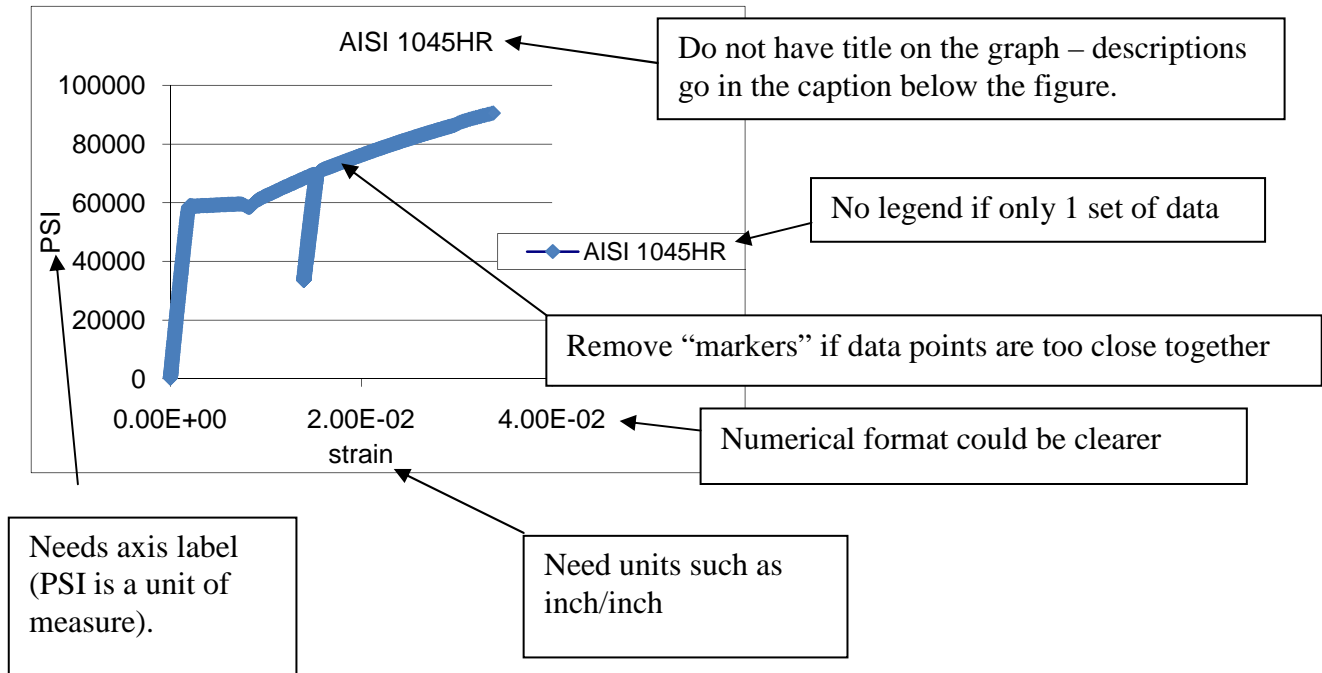 AISI 1045HR
Do not have title on the graph – descriptions
go in the caption below the figure.
100000
80000
60000
40000
20000
0
PSI
0.00E+00 2.00E-02 4.00E-02
strain
No legend if only 1 set of data
AISI 1045HR
Remove “markers” if data points are too close together
Numerical format could be clearer
Needs axis label
(PSI is a unit of
measure).
Need units such as
inch/inch